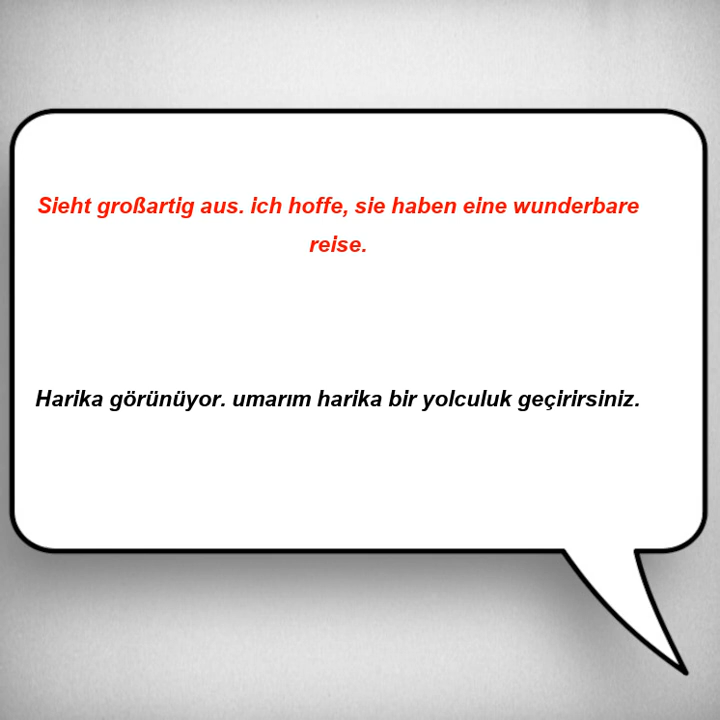 Sieht großartig aus. ich hoffe, sie haben eine wunderbare
reise.
Harika görünüyor. umarım harika bir yolculuk geçirirsiniz.